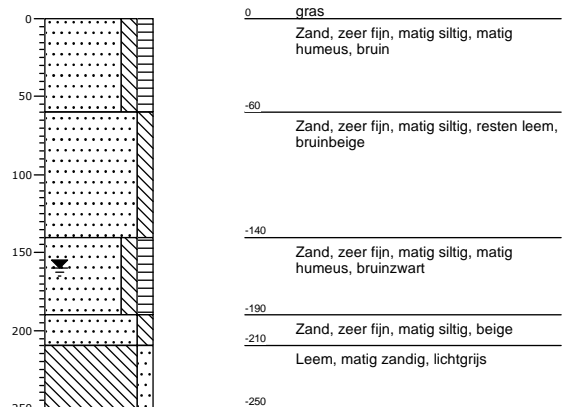 0
50
100
150
200
250
0
gras
Zand, zeer fijn, matig siltig, matig
humeus, bruin
-60
Zand, zeer fijn, matig siltig, resten leem,
bruinbeige
-140
Zand, zeer fijn, matig siltig, matig
humeus, bruinzwart
-190
Zand, zeer fijn, matig siltig, beige
-210
Leem, matig zandig, lichtgrijs
-250